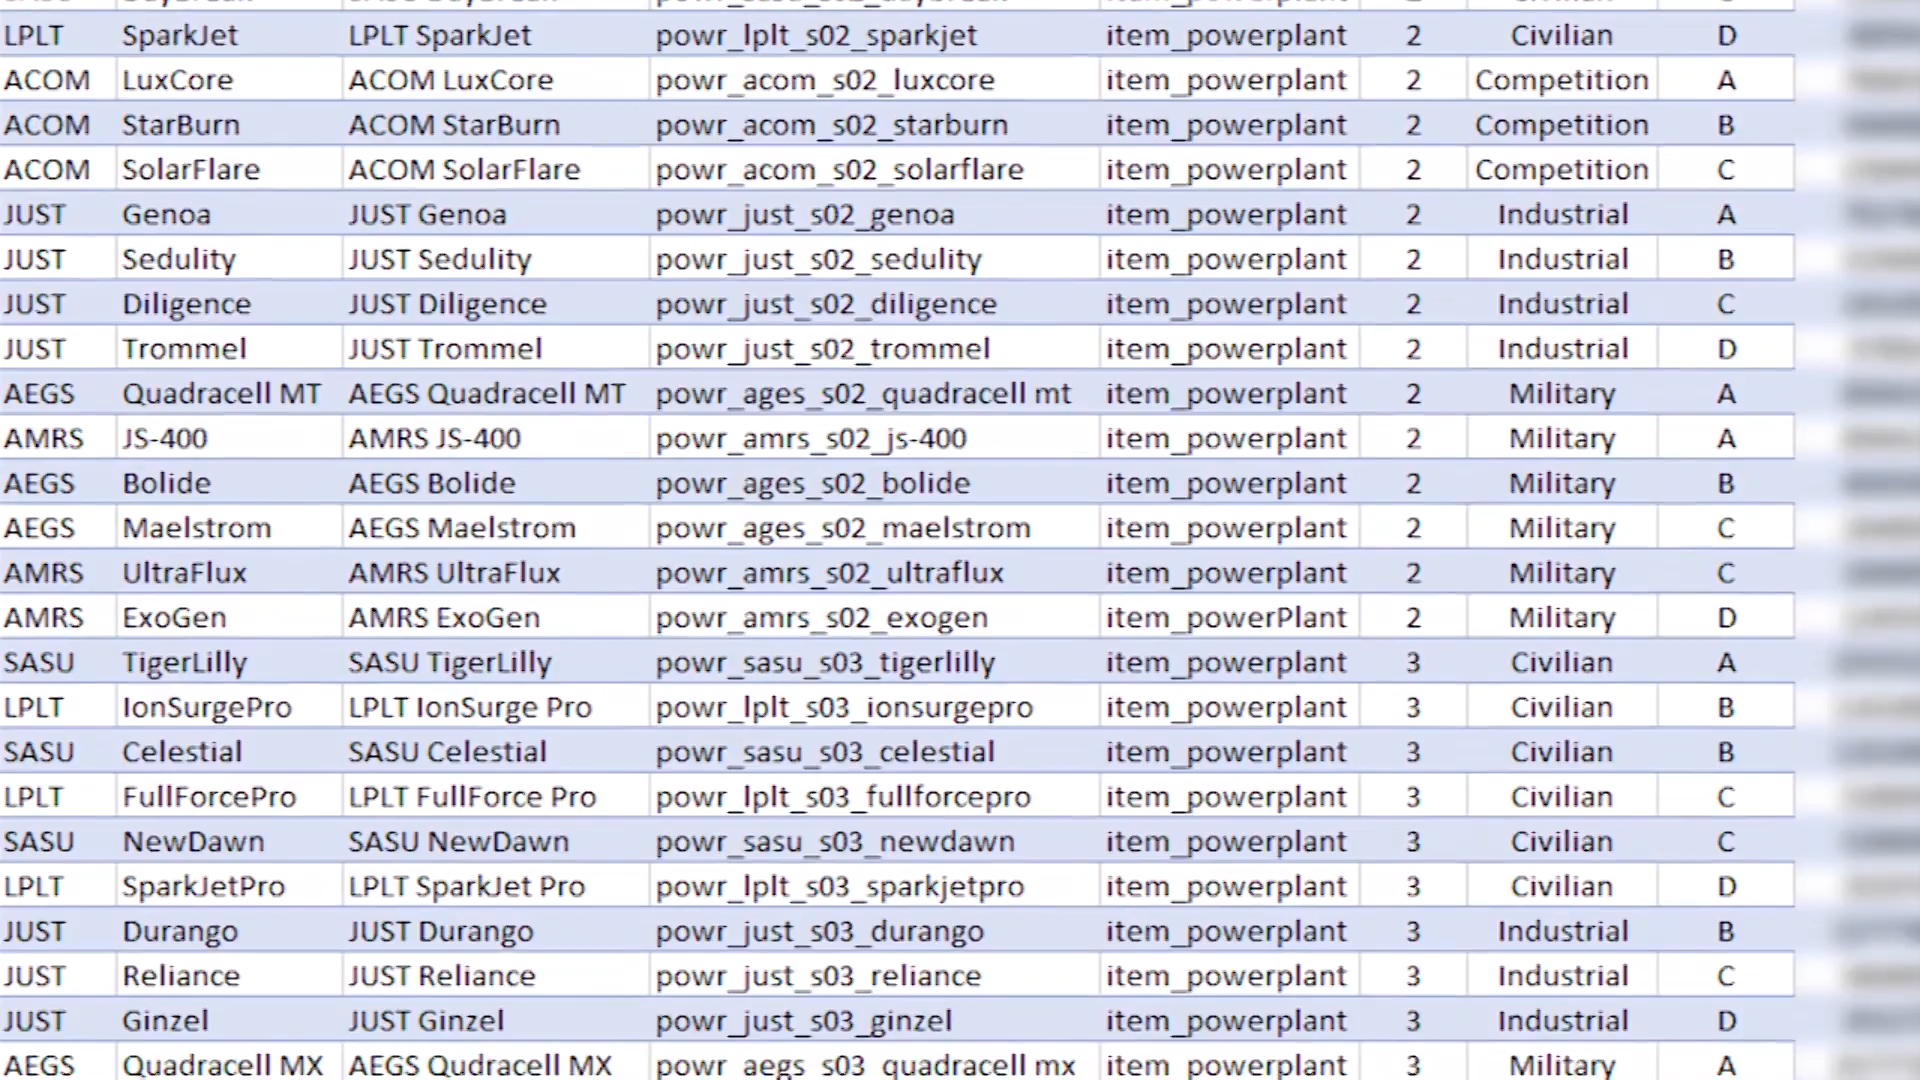 LPLT SparkJet LPLT SparkJet powr_lplt_s02_sparkjet item_powerplant 2 Civilian D
ACOM LuxCore ACOM LuxCore powr_acom_s02_luxcore item_powerplant 2 Competition A
ACOM StarBurn ACOM StarBurn powr_acom_s02_starburn item_powerplant 2 Competition B
ACOM SolarFlare ACOM SolarFlare powr_acom_s02_solarflare item_powerplant 2 Competition C
JUST Genoa JUST Genoa powr_just_s02_genoa item_powerplant 2 Industrial A
JUST Sedulity JUST Sedulity powr_just_s02_sedulity item_powerplant 2 Industrial B
JUST Diligence JUST Diligence powr_just_s02_diligence item_powerplant 2 Industrial C
JUST Trommel JUST Trommel powr_just_s02_trommel item_powerplant 2 Industrial D
AEGS Quadracell MT AEGS Quadracell MT powr_ages_s02_quadracell mt item_powerplant 2 Military A
AMRS JS-400 AMRS JS-400 powr_amrs_s02_js-400 item_powerplant 2 Military A
AEGS Bolide AEGS Bolide powr_ages_s02_bolide item_powerplant 2 Military B
AEGS Maelstrom AEGS Maelstrom powr_ages_s02_maelstrom item_powerplant 2 Military C
AMRS UltraFlux AMRS UltraFlux powr_amrs_s02_ultraflux item_powerplant 2 Military C
AMRS ExoGen AMRS ExoGen powr_amrs_s02_exogen item_powerPlant 2 Military D
SASU TigerLilly SASU TigerLilly powr_sasu_s03_tigerlilly item_powerplant 3 Civilian A
LPLT IonSurgePro LPLT IonSurge Pro powr_lplt_s03_ionsurgepro item_powerplant 3 Civilian B
SASU Celestial SASU Celestial powr_sasu_s03_celestial item_powerplant 3 Civilian B
LPLT FullForcePro LPLT FullForce Pro powr_lplt_s03_fullforcepro item_powerplant 3 Civilian C
SASU NewDawn SASU NewDawn powr_sasu_s03_newdawn item_powerplant 3 Civilian C
LPLT SparkJetPro LPLT SparkJet Pro powr_lplt_s03_sparkjetpro item_powerplant 3 Civilian D
JUST Durango JUST Durango powr_just_s03_durango item_powerplant 3 Industrial B
JUST Reliance JUST Reliance powr_just_s03_reliance item_powerplant 3 Industrial C
JUST Ginzel JUST Ginzel powr_just_s03_ginzel item_powerplant 3 Industrial D
AEGS Quadracell MX AEGS Qudracell MX powr_aegs_s03_quadracell mx item_powerplant 3 Military A